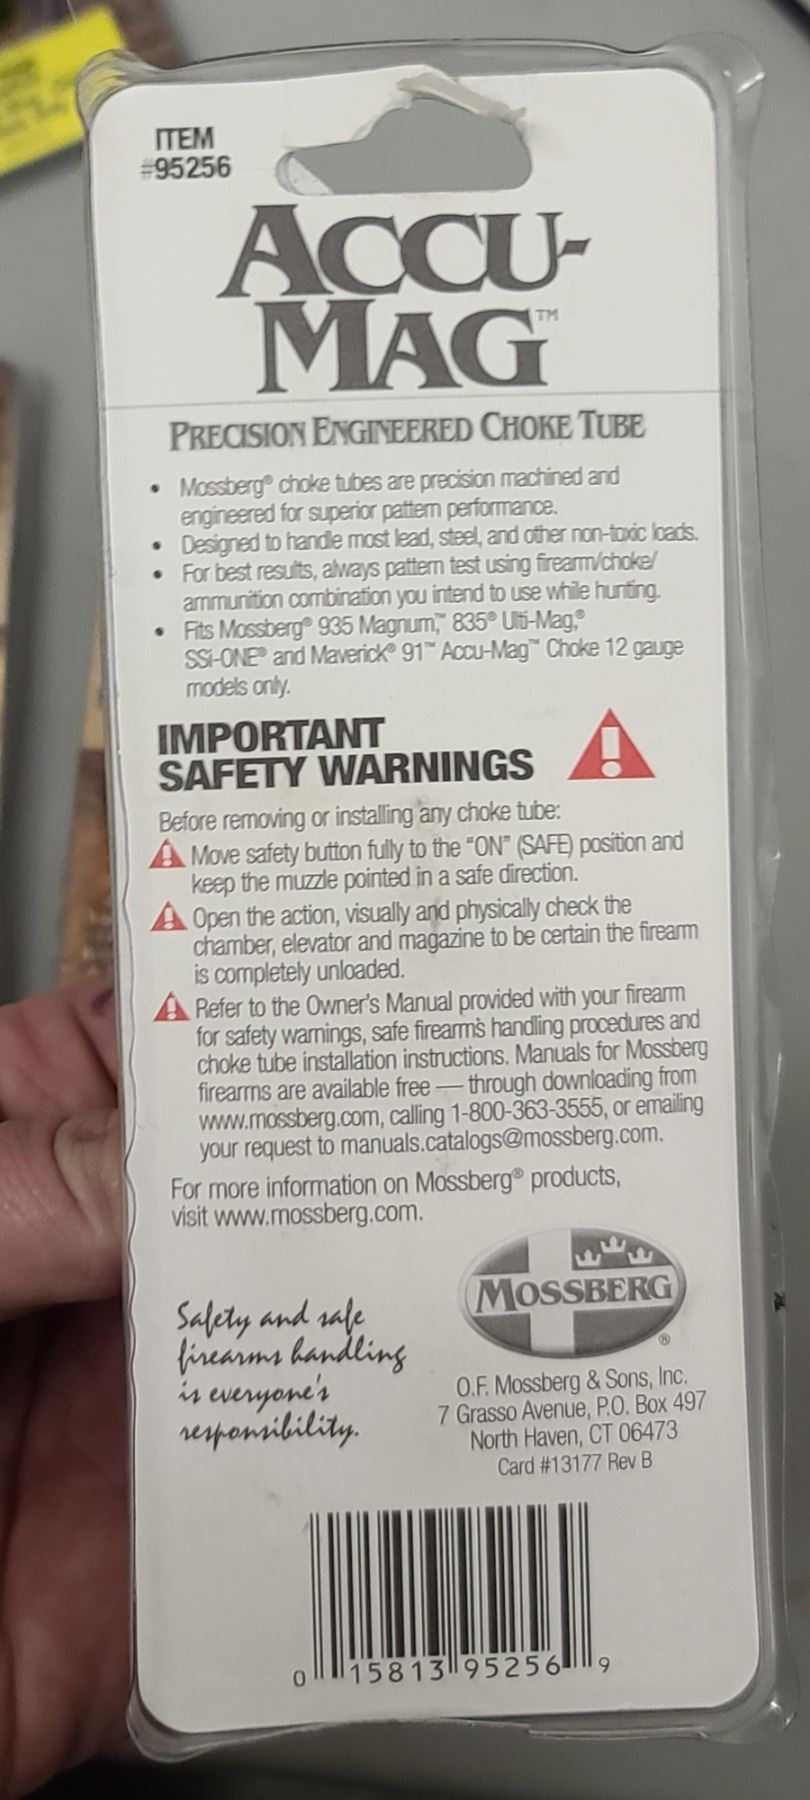 ITEM
#95256
ACCU-
MAG™
PRECISION ENGINEERED CHOKE TUBE
• Mossberg® choke tubes are precision machined and
engineered for superior pattern performance.
• Designed to handle most lead, steel, and other non-toxic loads.
• For best results, always pattern test using firearm/choke/
ammunition combination you intend to use while hunting.
• Fits Mossberg® 935 Magnum,™ 835® Ulti-Mag,®
SSi-ONE® and Maverick® 91™ Accu-Mag™ Choke 12 gauge
models only.
IMPORTANT
SAFETY WARNINGS
Before removing or installing any choke tube:
Move safety button fully to the “ON” (SAFE) position and
keep the muzzle pointed in a safe direction.
Open the action, visually and physically check the
chamber, elevator and magazine to be certain the firearm
is completely unloaded.
Refer to the Owner's Manual provided with your firearm
for safety warnings, safe firearm's handling procedures and
choke tube installation instructions. Manuals for Mossberg
firearms are available free — through downloading from
www.mossberg.com, calling 1-800-363-3555, or emailing
your request to manuals.catalogs@mossberg.com.
For more information on Mossberg® products,
visit www.mossberg.com.
Safety and safe
firearms handling
is everyone's
responsibility.
MOSSBERG
®
O.F. Mossberg & Sons, Inc.
7 Grasso Avenue, P.O. Box 497
North Haven, CT 06473
Card #13177 Rev B
0 15813 95256 9